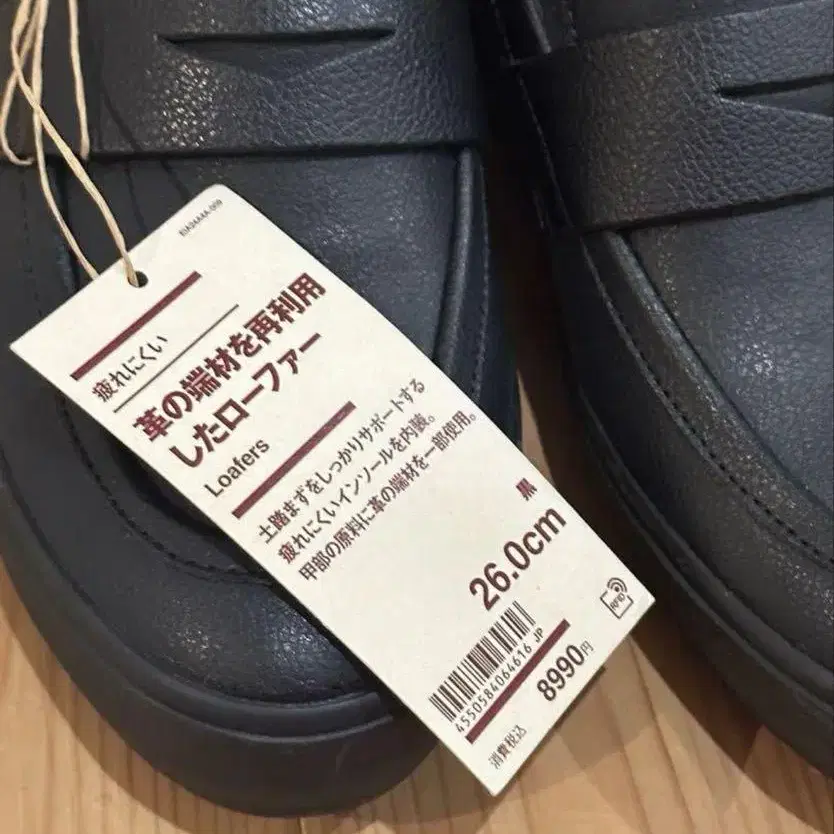 疲れにくい
革の端材を再利用
したローファー
Loafers
土踏まずをしっかりサポートする
疲れにくいインソールを内装。
甲部の原料に革の端材を一部使用。
黒
26.0cm
4550584064616 JP
8990円
消費税込
RFID